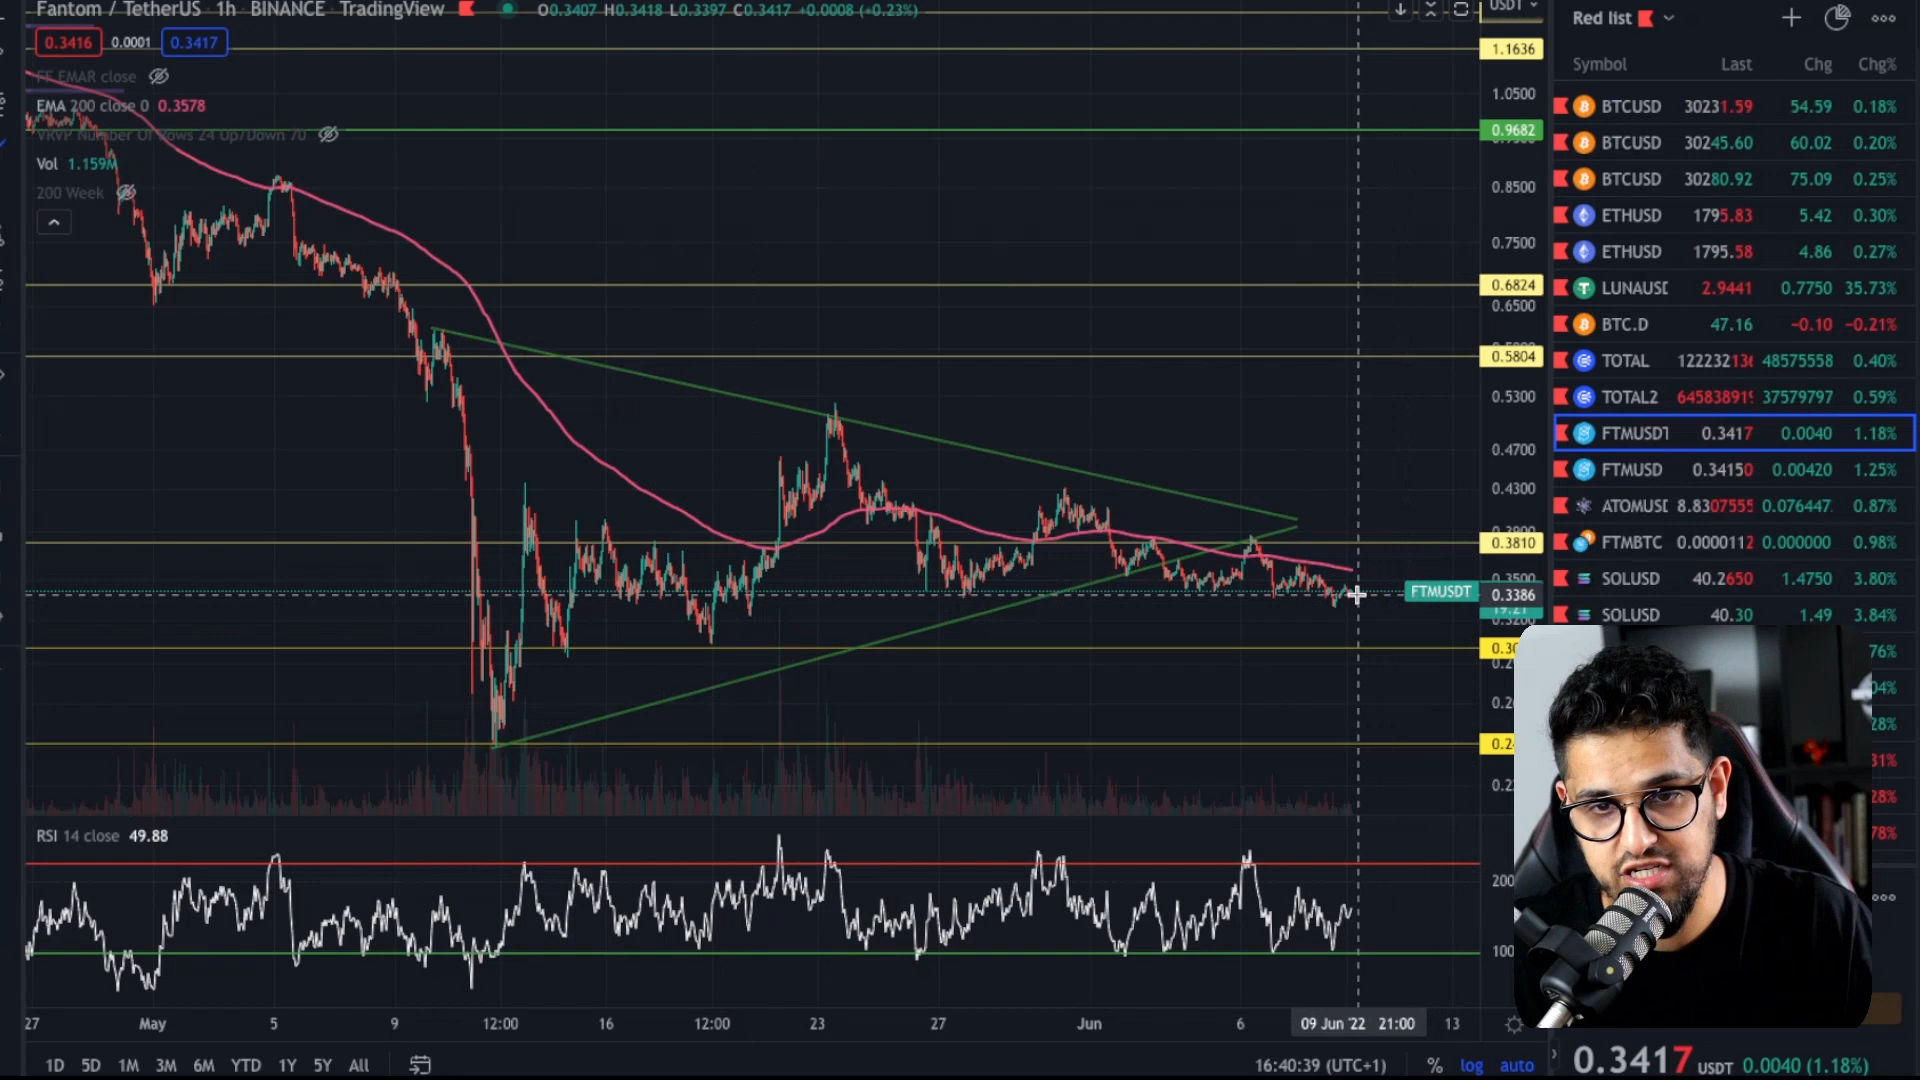 Fantom / TetherUS · 1h · BINANCE · TradingView
O0.3407 H0.3418 L0.3397 C0.3417 +0.0008 (+0.23%)
0.3416 0.0001 0.3417
FF EMAR close
EMA 200 close 0 0.3578
VRVP Number Of Rows 24 Up/Down 70
Vol 1.159M
200 Week
USDT
1.1636
1.0500
0.9682
0.8500
0.7500
0.6824
0.6500
0.5804
0.5300
0.4700
0.4300
0.3810
0.3500
FTMUSDT 0.3386
RSI 14 close 49.88
27 May 5 9 12:00 16 12:00 23 27 Jun 6 09 Jun '22 21:00 13
1D 5D 1M 3M 6M YTD 1Y 5Y All
16:40:39 (UTC+1) % log auto
Red list
Symbol Last Chg Chg%
BTCUSD 30231.59 54.59 0.18%
BTCUSD 30245.60 60.02 0.20%
BTCUSD 30280.92 75.09 0.25%
ETHUSD 1795.83 5.42 0.30%
ETHUSD 1795.58 4.86 0.27%
LUNAUSD 2.9441 0.7750 35.73%
BTC.D 47.16 −0.10 −0.21%
TOTAL 122232136 48575558 0.40%
TOTAL2 645838919 37579797 0.59%
FTMUSDT 0.3417 0.0040 1.18%
FTMUSD 0.34150 0.00420 1.25%
ATOMUSD 8.8307555 0.076447 0.87%
FTMBTC 0.0000112 0.000000 0.98%
SOLUSD 40.2650 1.4750 3.80%
SOLUSD 40.30 1.49 3.84%
0.3417 USDT 0.0040 (1.18%)